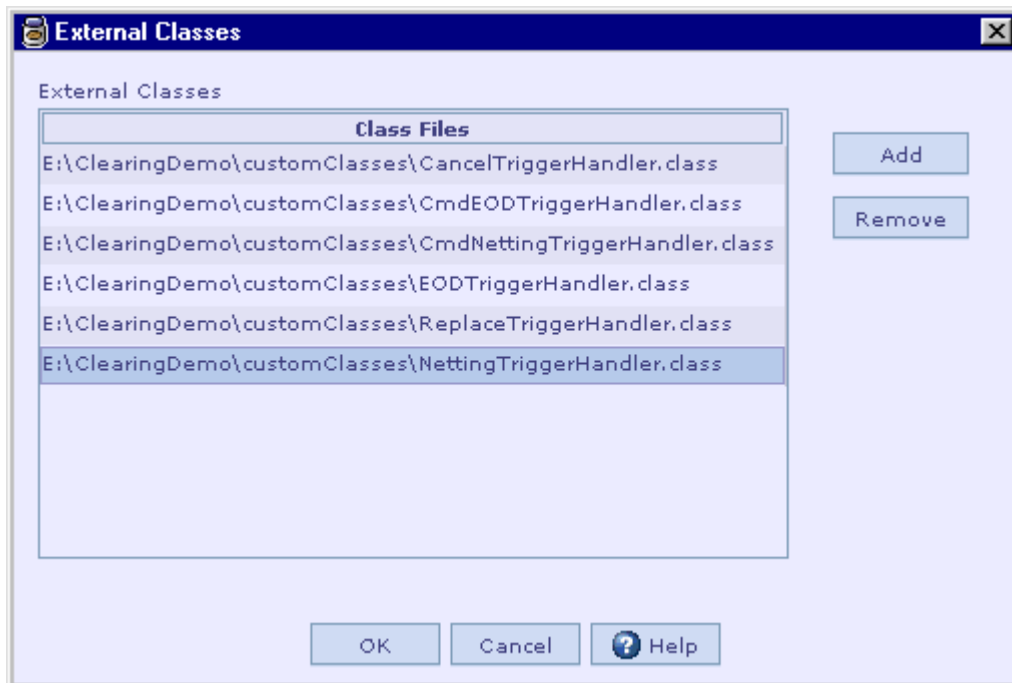 External Classes
External Classes
Class Files
E:\ClearingDemo\customClasses\CancelTriggerHandler.class
E:\ClearingDemo\customClasses\CmdEODTriggerHandler.class
E:\ClearingDemo\customClasses\CmdNettingTriggerHandler.class
E:\ClearingDemo\customClasses\EODTriggerHandler.class
E:\ClearingDemo\customClasses\ReplaceTriggerHandler.class
E:\ClearingDemo\customClasses\NettingTriggerHandler.class
Add
Remove
OK Cancel Help